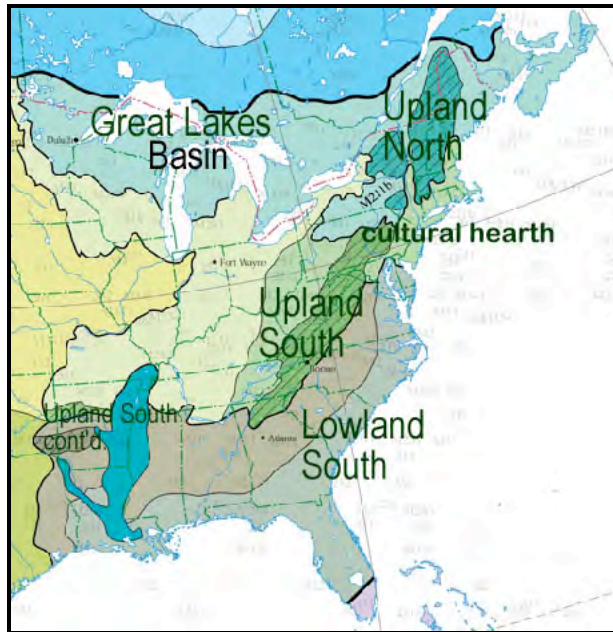 Great Lakes
Basin
Duluth
Upland
North
M211b
cultural hearth
Fort Wayne
Upland
South
Boone
Upland South
cont'd
Atlanta
Lowland
South